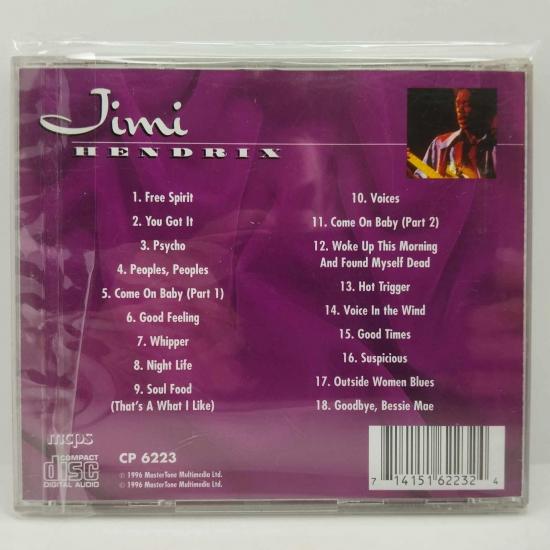 Jimi
HENDRIX
1. Free Spirit
2. You Got It
3. Psycho
4. Peoples, Peoples
5. Come On Baby (Part 1)
6. Good Feeling
7. Whipper
8. Night Life
9. Soul Food
(That's A What I Like)
10. Voices
11. Come On Baby (Part 2)
12. Woke Up This Morning
And Found Myself Dead
13. Hot Trigger
14. Voice In the Wind
15. Good Times
16. Suspicious
17. Outside Women Blues
18. Goodbye, Bessie Mae
mcps
COMPACT
disc
DIGITAL AUDIO
CP 6223
℗ 1996 MasterTone Multimedia Ltd.
© 1996 MasterTone Multimedia Ltd.
7 14151 62232 4